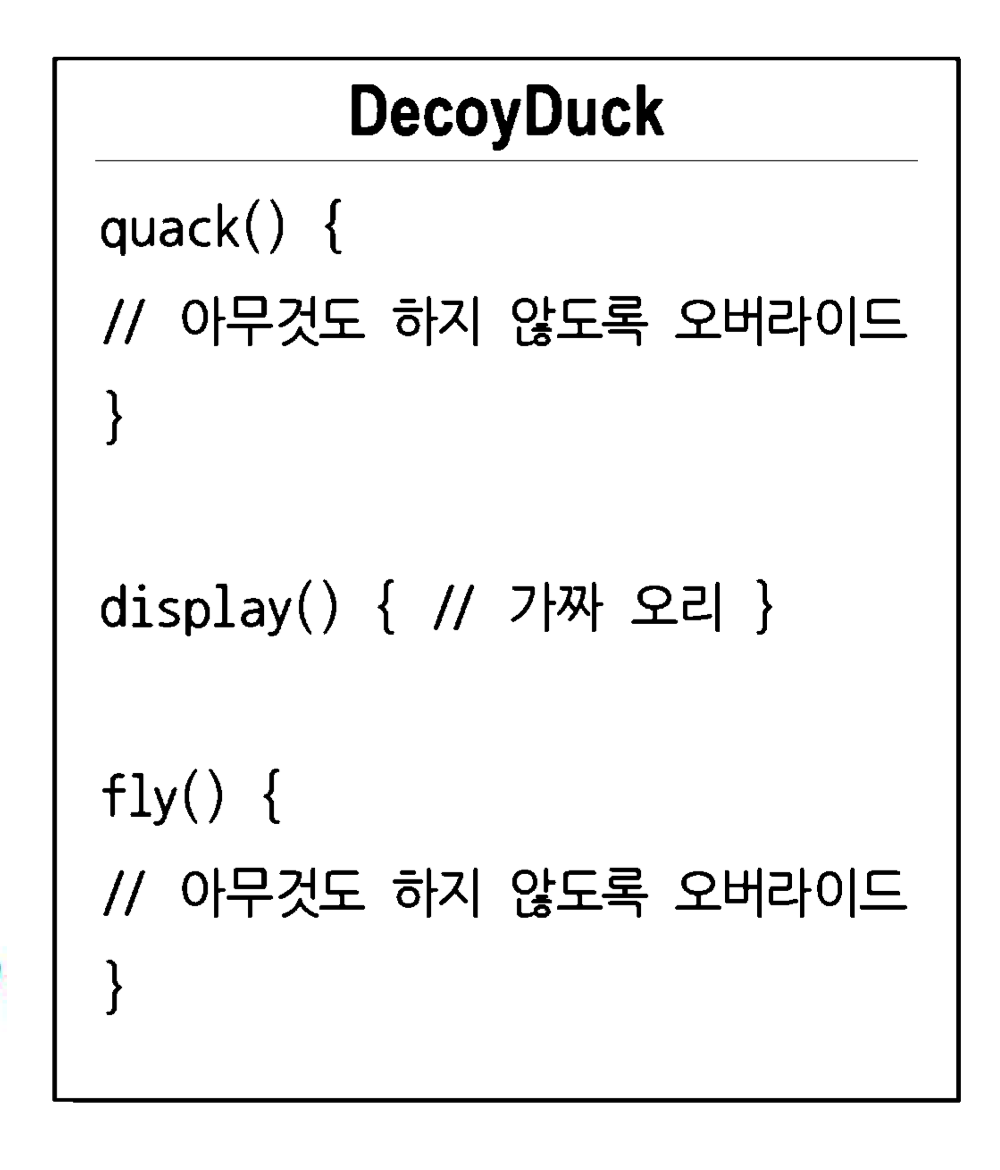 DecoyDuck
quack() {
// 아무것도 하지 않도록 오버라이드
}
display() { // 가짜 오리 }
fly() {
// 아무것도 하지 않도록 오버라이드
}